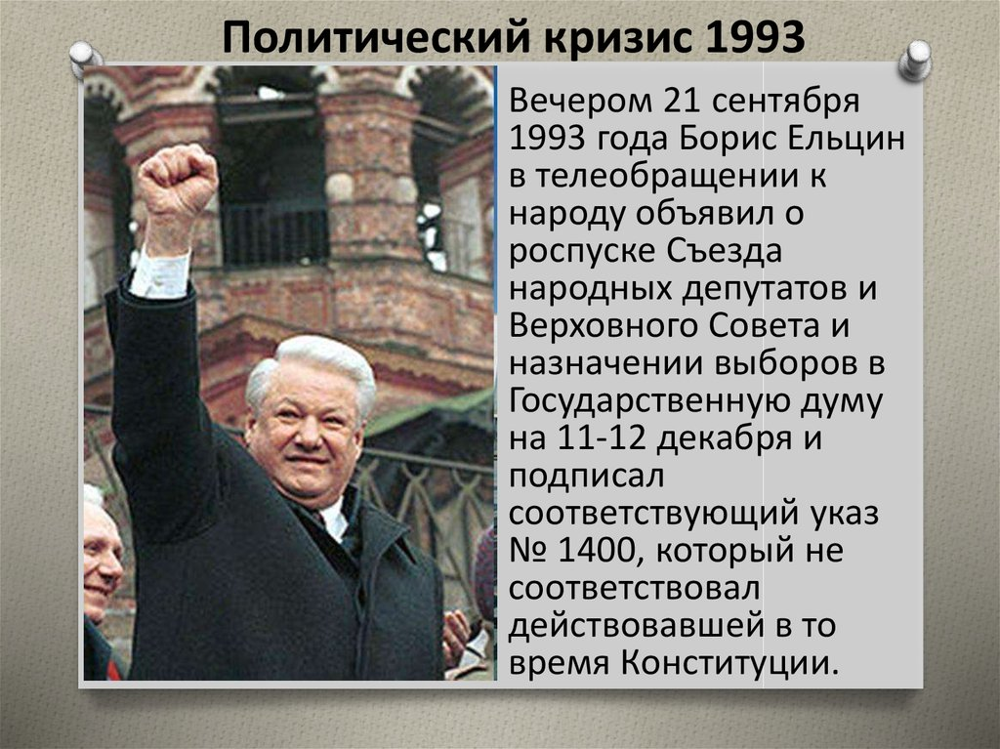 Политический кризис 1993
Вечером 21 сентября
1993 года Борис Ельцин
в телеобращении к
народу объявил о
роспуске Съезда
народных депутатов и
Верховного Совета и
назначении выборов в
Государственную думу
на 11-12 декабря и
подписал
соответствующий указ
№ 1400, который не
соответствовал
действовавшей в то
время Конституции.